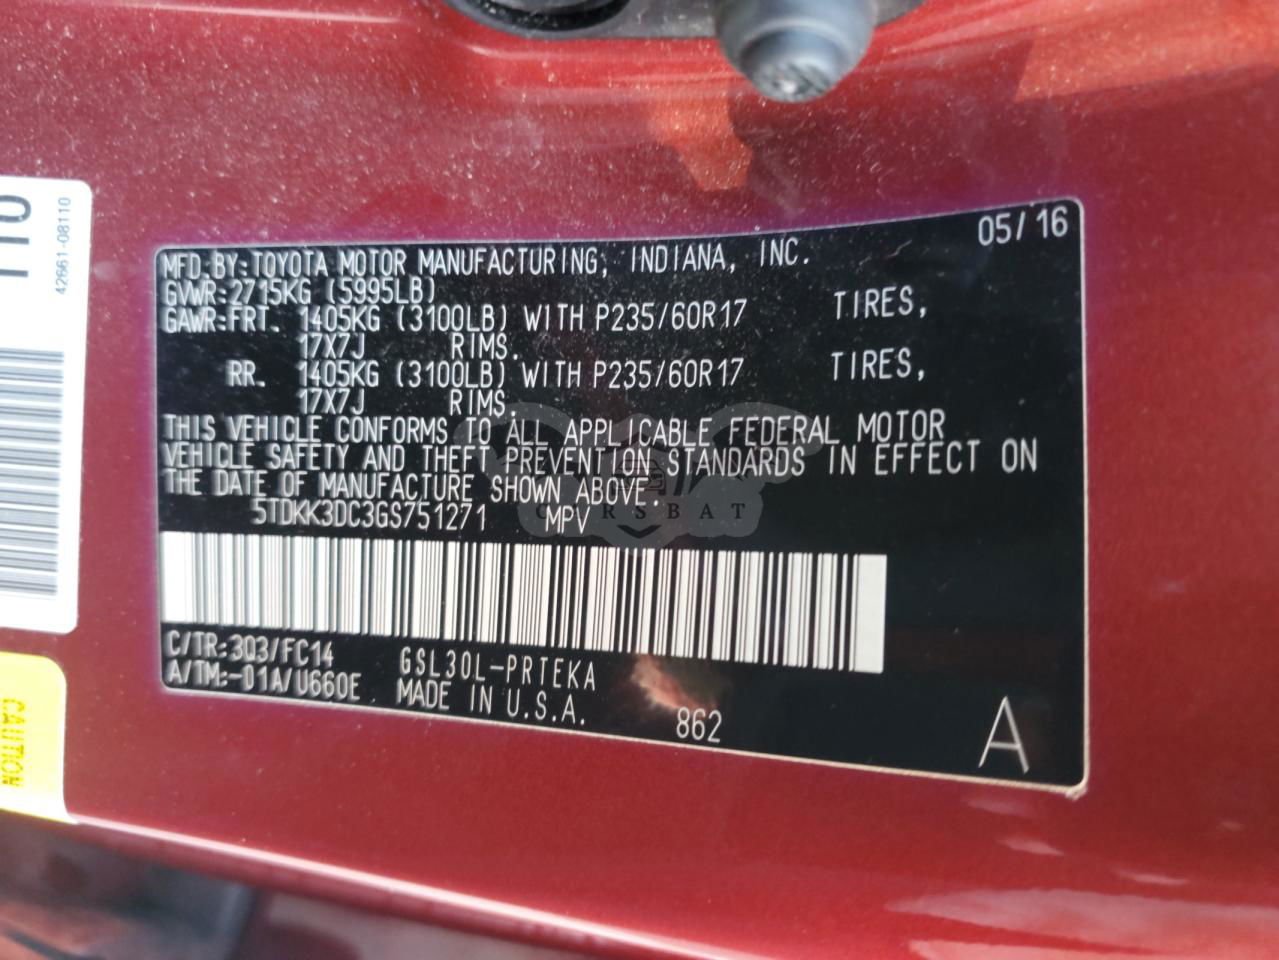 05/16
MFD.BY:TOYOTA MOTOR MANUFACTURING, INDIANA, INC.
GVWR:2715KG (5995LB)
GAWR:FRT. 1405KG (3100LB) WITH P235/60R17 TIRES,
17X7J RIMS.
RR. 1405KG (3100LB) WITH P235/60R17 TIRES,
17X7J RIMS.
THIS VEHICLE CONFORMS TO ALL APPLICABLE FEDERAL MOTOR
VEHICLE SAFETY AND THEFT PREVENTION STANDARDS IN EFFECT ON
THE DATE OF MANUFACTURE SHOWN ABOVE.
5TDKK3DC3GS751271 MPV
CARSBAT
C/TR:3Q3/FC14 GSL30L-PRTEKA
A/TM:-01A/U660E MADE IN U.S.A.
862
A
42661-08110
CAUTION